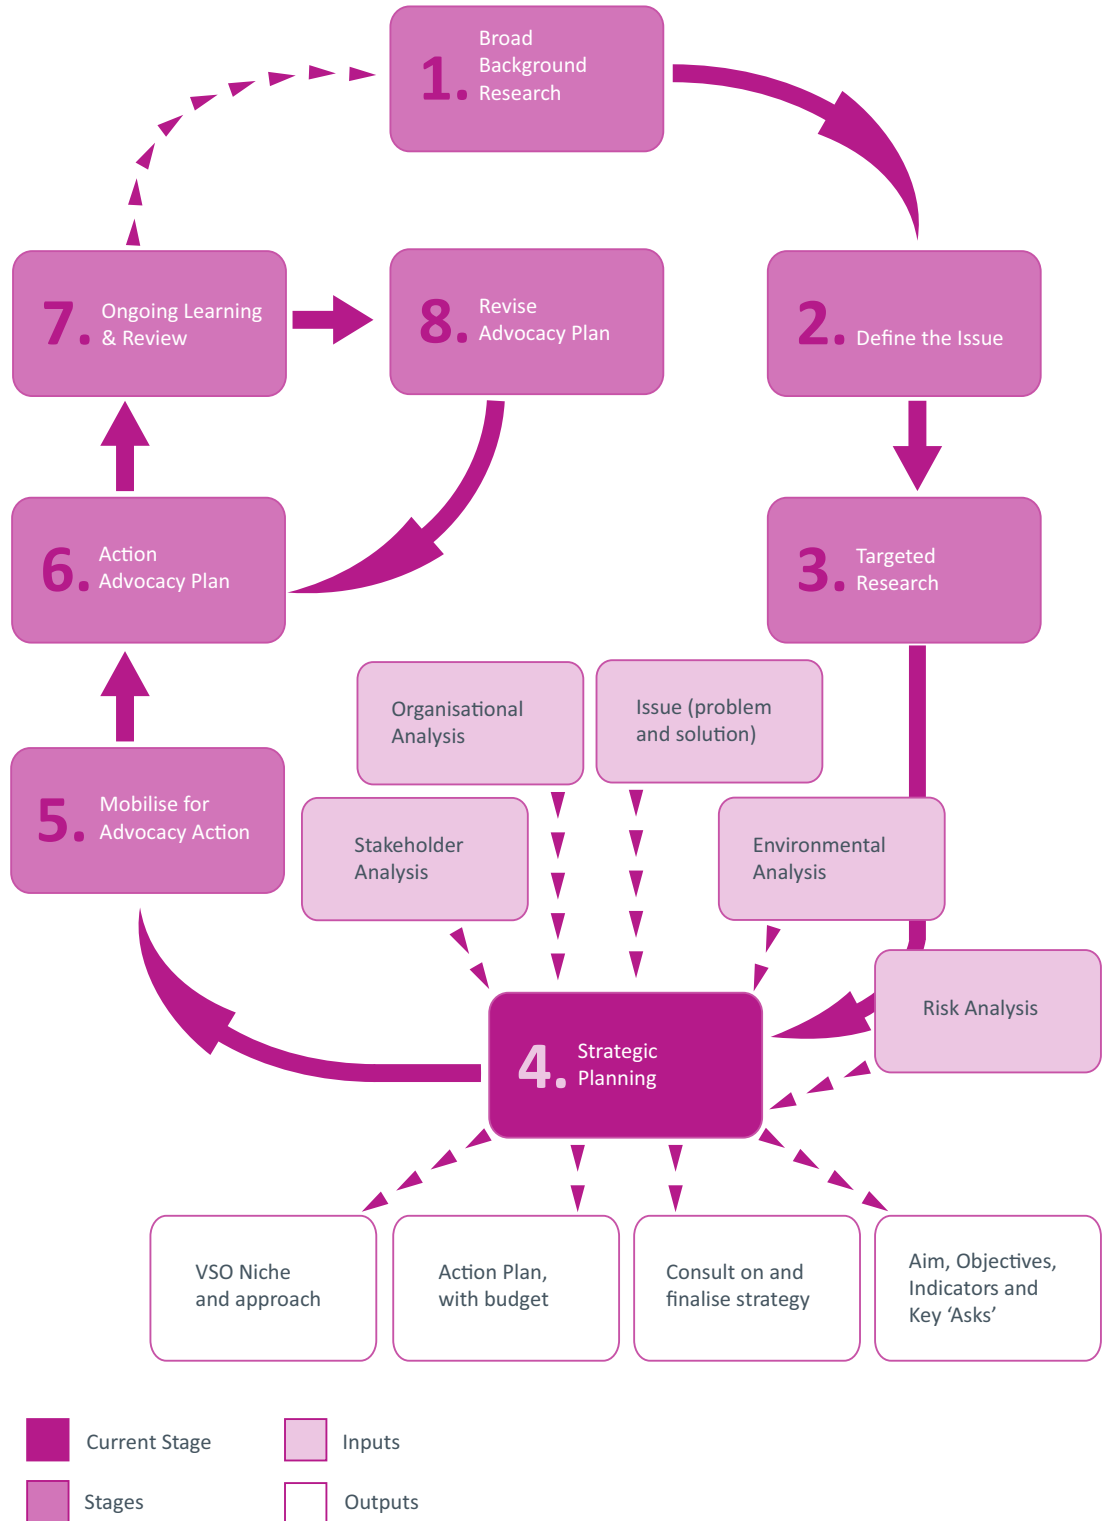 1.
Broad
Background
Research
7.
Ongoing Learning
& Review
8.
Revise
Advocacy Plan
2.
Define the Issue
6.
Action
Advocacy Plan
3.
Targeted
Research
5.
Mobilise for
Advocacy Action
Organisational
Analysis
Issue (problem
and solution)
Stakeholder
Analysis
Environmental
Analysis
Risk Analysis
4.
Strategic
Planning
VSO Niche
and approach
Action Plan,
with budget
Consult on and
finalise strategy
Aim, Objectives,
Indicators and
Key ‘Asks’
Current Stage
Inputs
Stages
Outputs